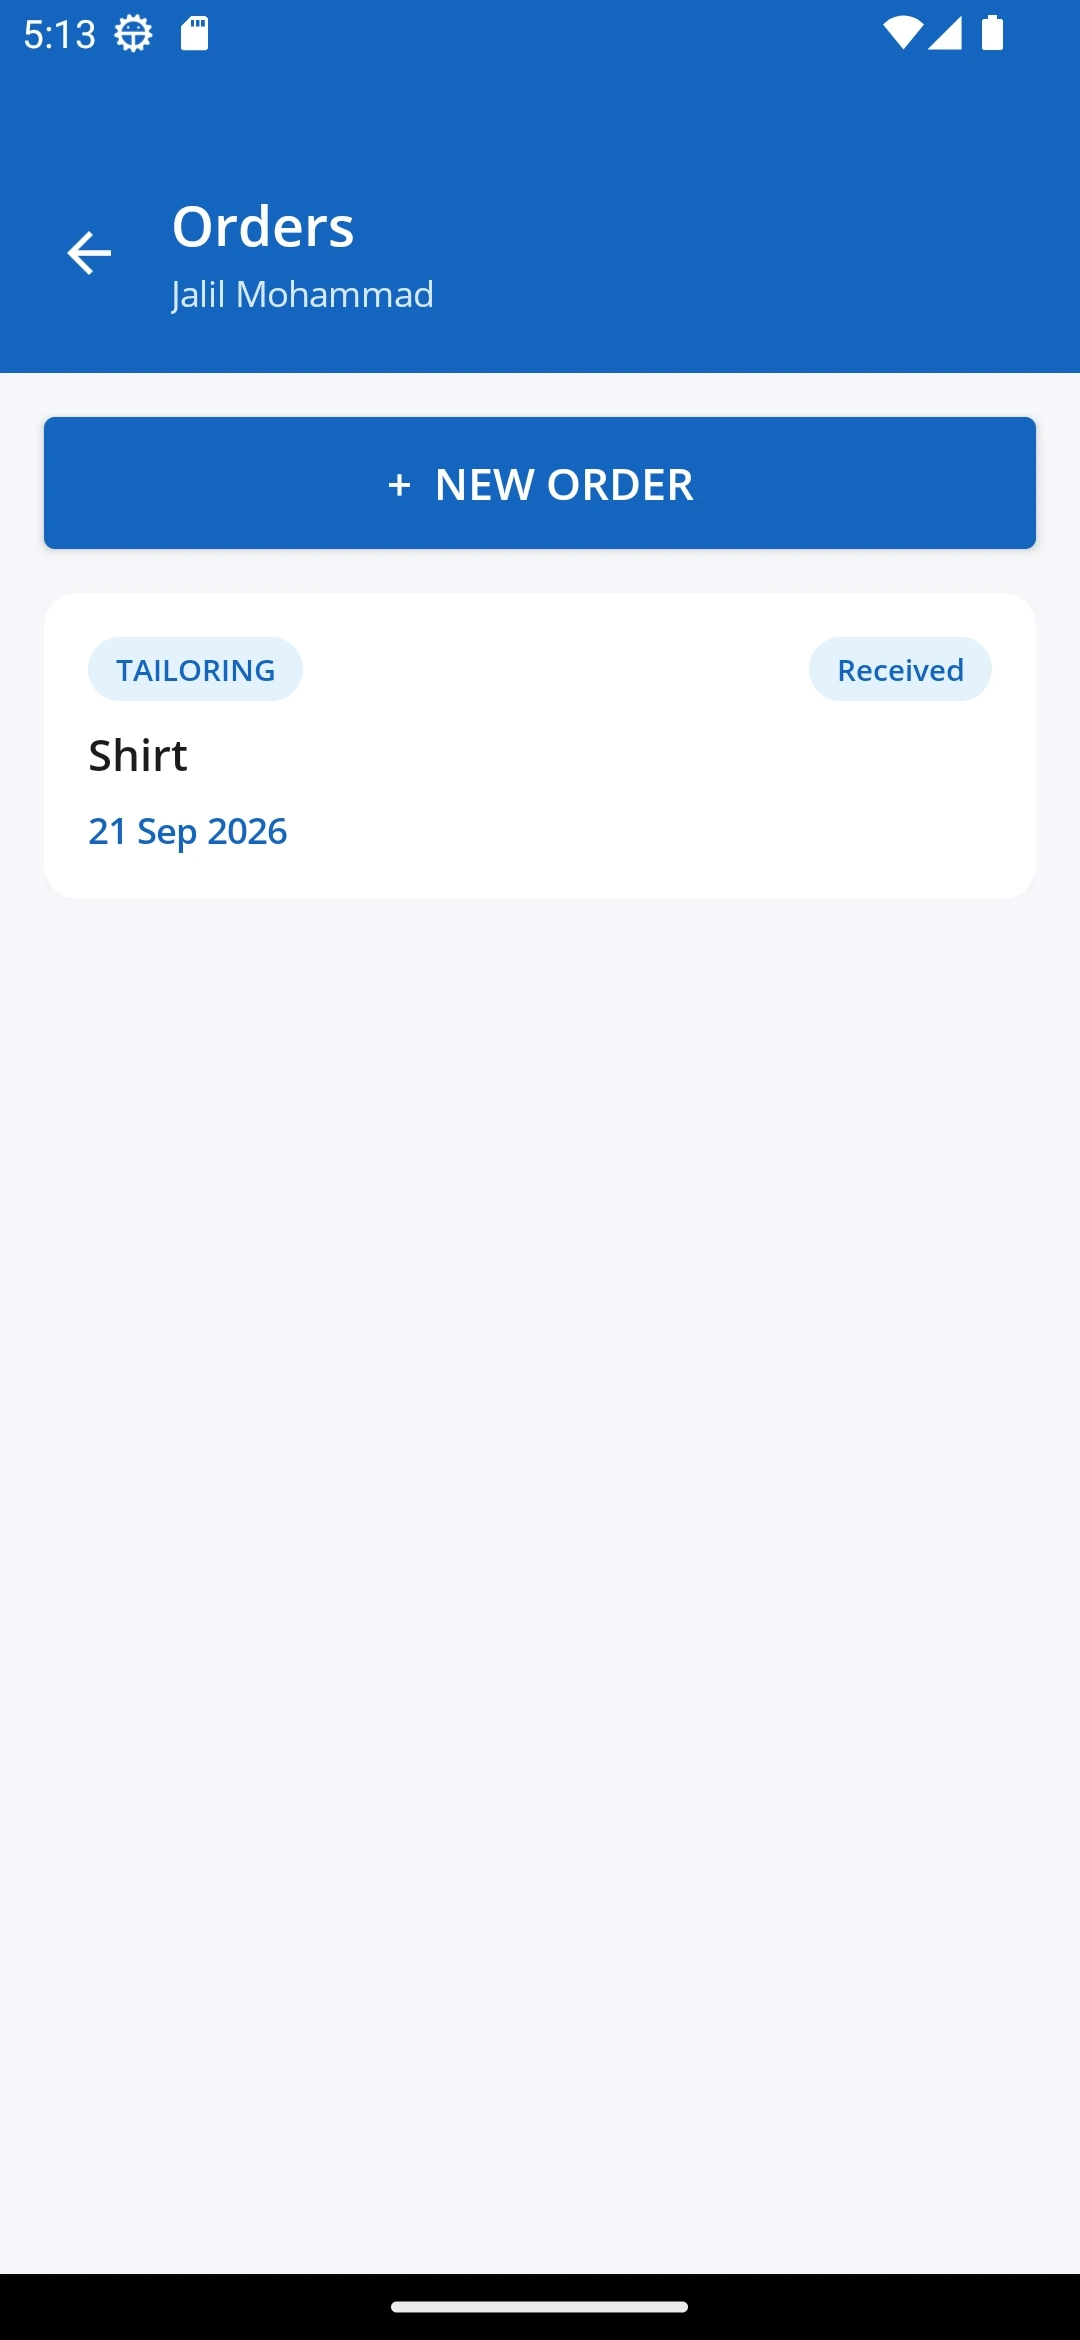 5:13
Orders
Jalil Mohammad
+ NEW ORDER
TAILORING
Received
Shirt
21 Sep 2026